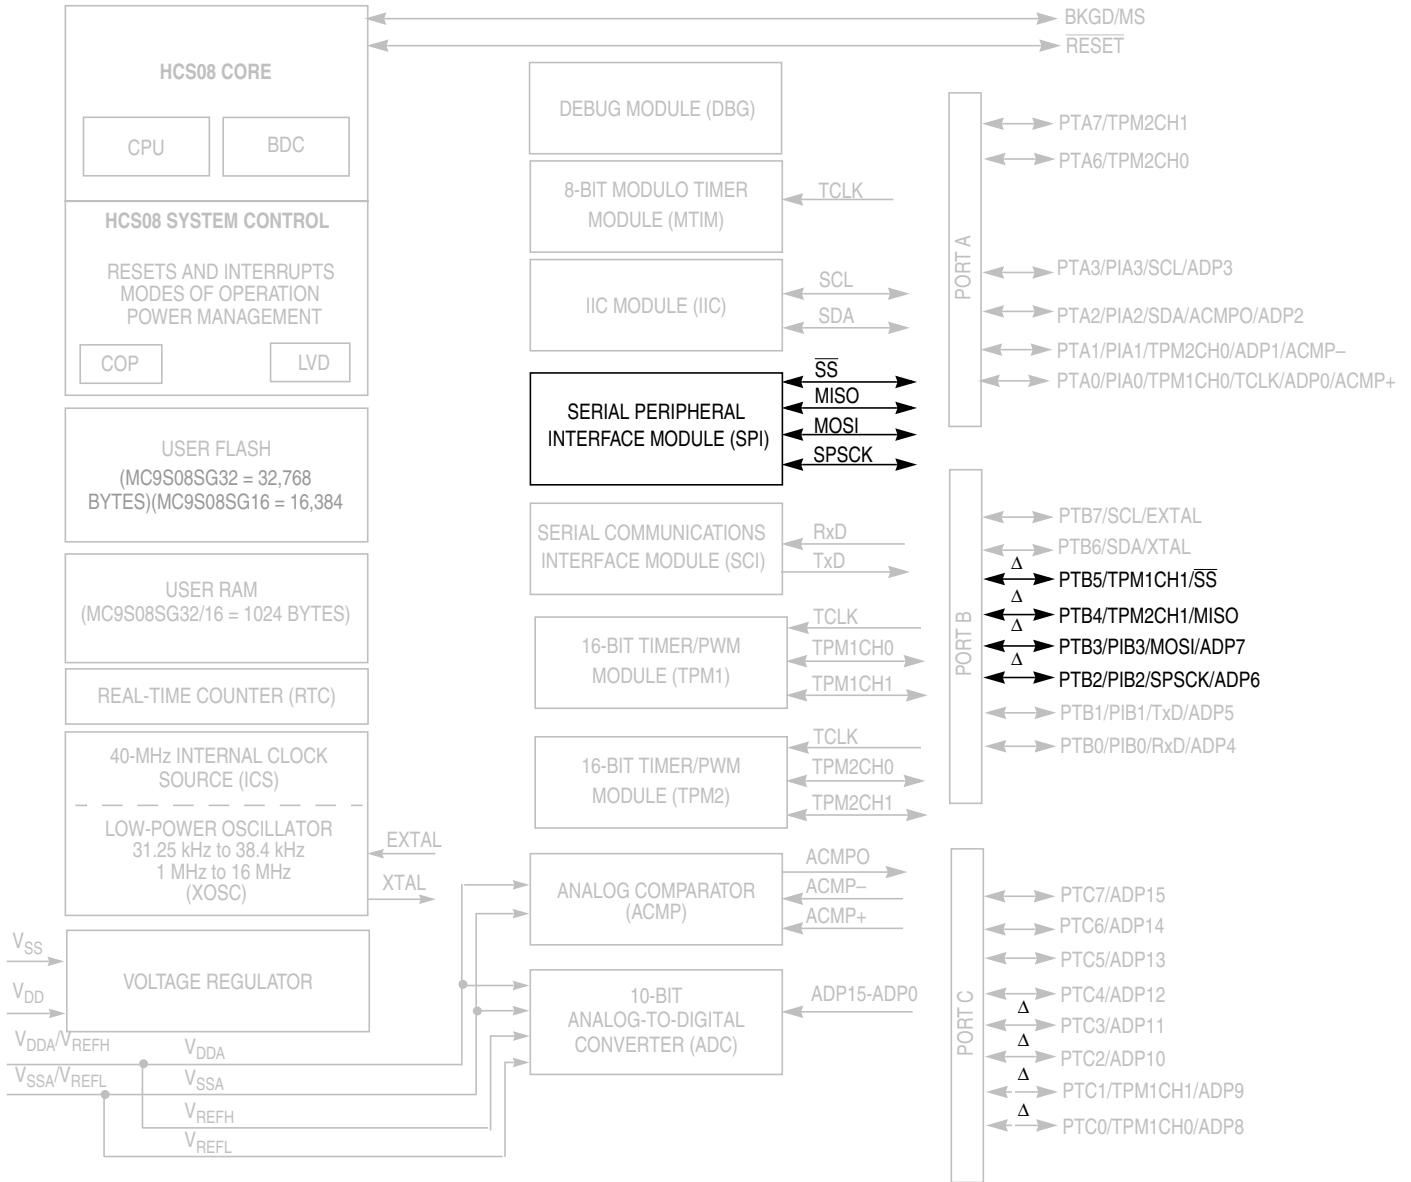 BKGD/MS
RESET
HCS08 CORE
CPU
BDC
HCS08 SYSTEM CONTROL
RESETS AND INTERRUPTS
MODES OF OPERATION
POWER MANAGEMENT
COP
LVD
USER FLASH
(MC9S08SG32 = 32,768
BYTES)(MC9S08SG16 = 16,384
USER RAM
(MC9S08SG32/16 = 1024 BYTES)
REAL-TIME COUNTER (RTC)
40-MHz INTERNAL CLOCK
SOURCE (ICS)
LOW-POWER OSCILLATOR
31.25 kHz to 38.4 kHz
1 MHz to 16 MHz
(XOSC)
EXTAL
XTAL
VSS
VDD
VOLTAGE REGULATOR
VDDA/VREFH
VSSA/VREFL
VDDA
VSSA
VREFH
VREFL
DEBUG MODULE (DBG)
8-BIT MODULO TIMER
MODULE (MTIM)
TCLK
IIC MODULE (IIC)
SCL
SDA
SERIAL PERIPHERAL
INTERFACE MODULE (SPI)
SS
MISO
MOSI
SPSCK
SERIAL COMMUNICATIONS
INTERFACE MODULE (SCI)
RxD
TxD
16-BIT TIMER/PWM
MODULE (TPM1)
TCLK
TPM1CH0
TPM1CH1
16-BIT TIMER/PWM
MODULE (TPM2)
TCLK
TPM2CH0
TPM2CH1
ANALOG COMPARATOR
(ACMP)
ACMPO
ACMP–
ACMP+
10-BIT
ANALOG-TO-DIGITAL
CONVERTER (ADC)
ADP15-ADP0
PORT A
PTA7/TPM2CH1
PTA6/TPM2CH0
PTA3/PIA3/SCL/ADP3
PTA2/PIA2/SDA/ACMPO/ADP2
PTA1/PIA1/TPM2CH0/ADP1/ACMP–
PTA0/PIA0/TPM1CH0/TCLK/ADP0/ACMP+
PORT B
PTB7/SCL/EXTAL
PTB6/SDA/XTAL
Δ
PTB5/TPM1CH1/SS
Δ
PTB4/TPM2CH1/MISO
Δ
PTB3/PIB3/MOSI/ADP7
Δ
PTB2/PIB2/SPSCK/ADP6
PTB1/PIB1/TxD/ADP5
PTB0/PIB0/RxD/ADP4
PORT C
PTC7/ADP15
PTC6/ADP14
PTC5/ADP13
PTC4/ADP12
Δ
PTC3/ADP11
Δ
PTC2/ADP10
Δ
PTC1/TPM1CH1/ADP9
Δ
PTC0/TPM1CH0/ADP8